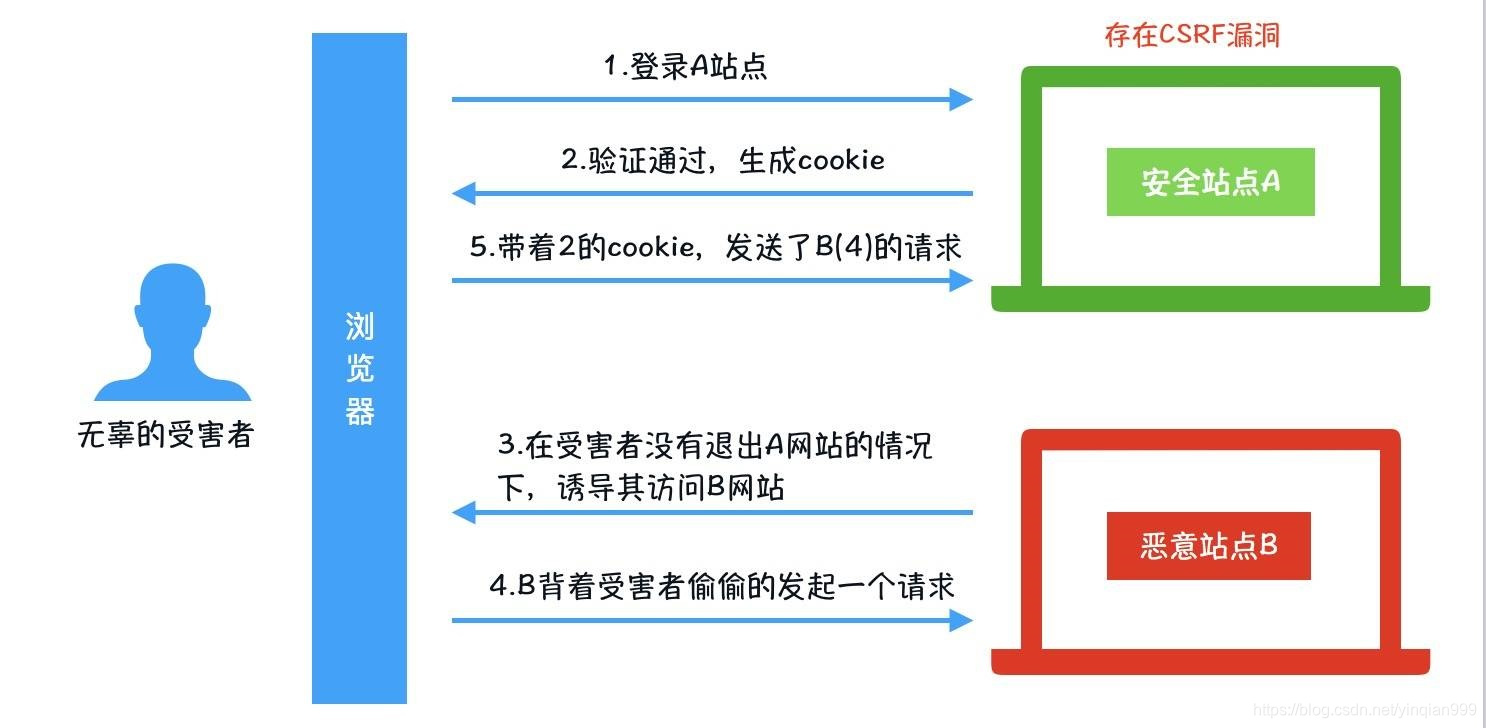 存在CSRF漏洞
1.登录A站点
2.验证通过，生成cookie
安全站点A
5.带着2的cookie，发送了B(4)的请求
浏
览
器
无辜的受害者
3.在受害者没有退出A网站的情况
下，诱导其访问B网站
恶意站点B
4.B背着受害者偷偷的发起一个请求
https://blog.csdn.net/yinqian999